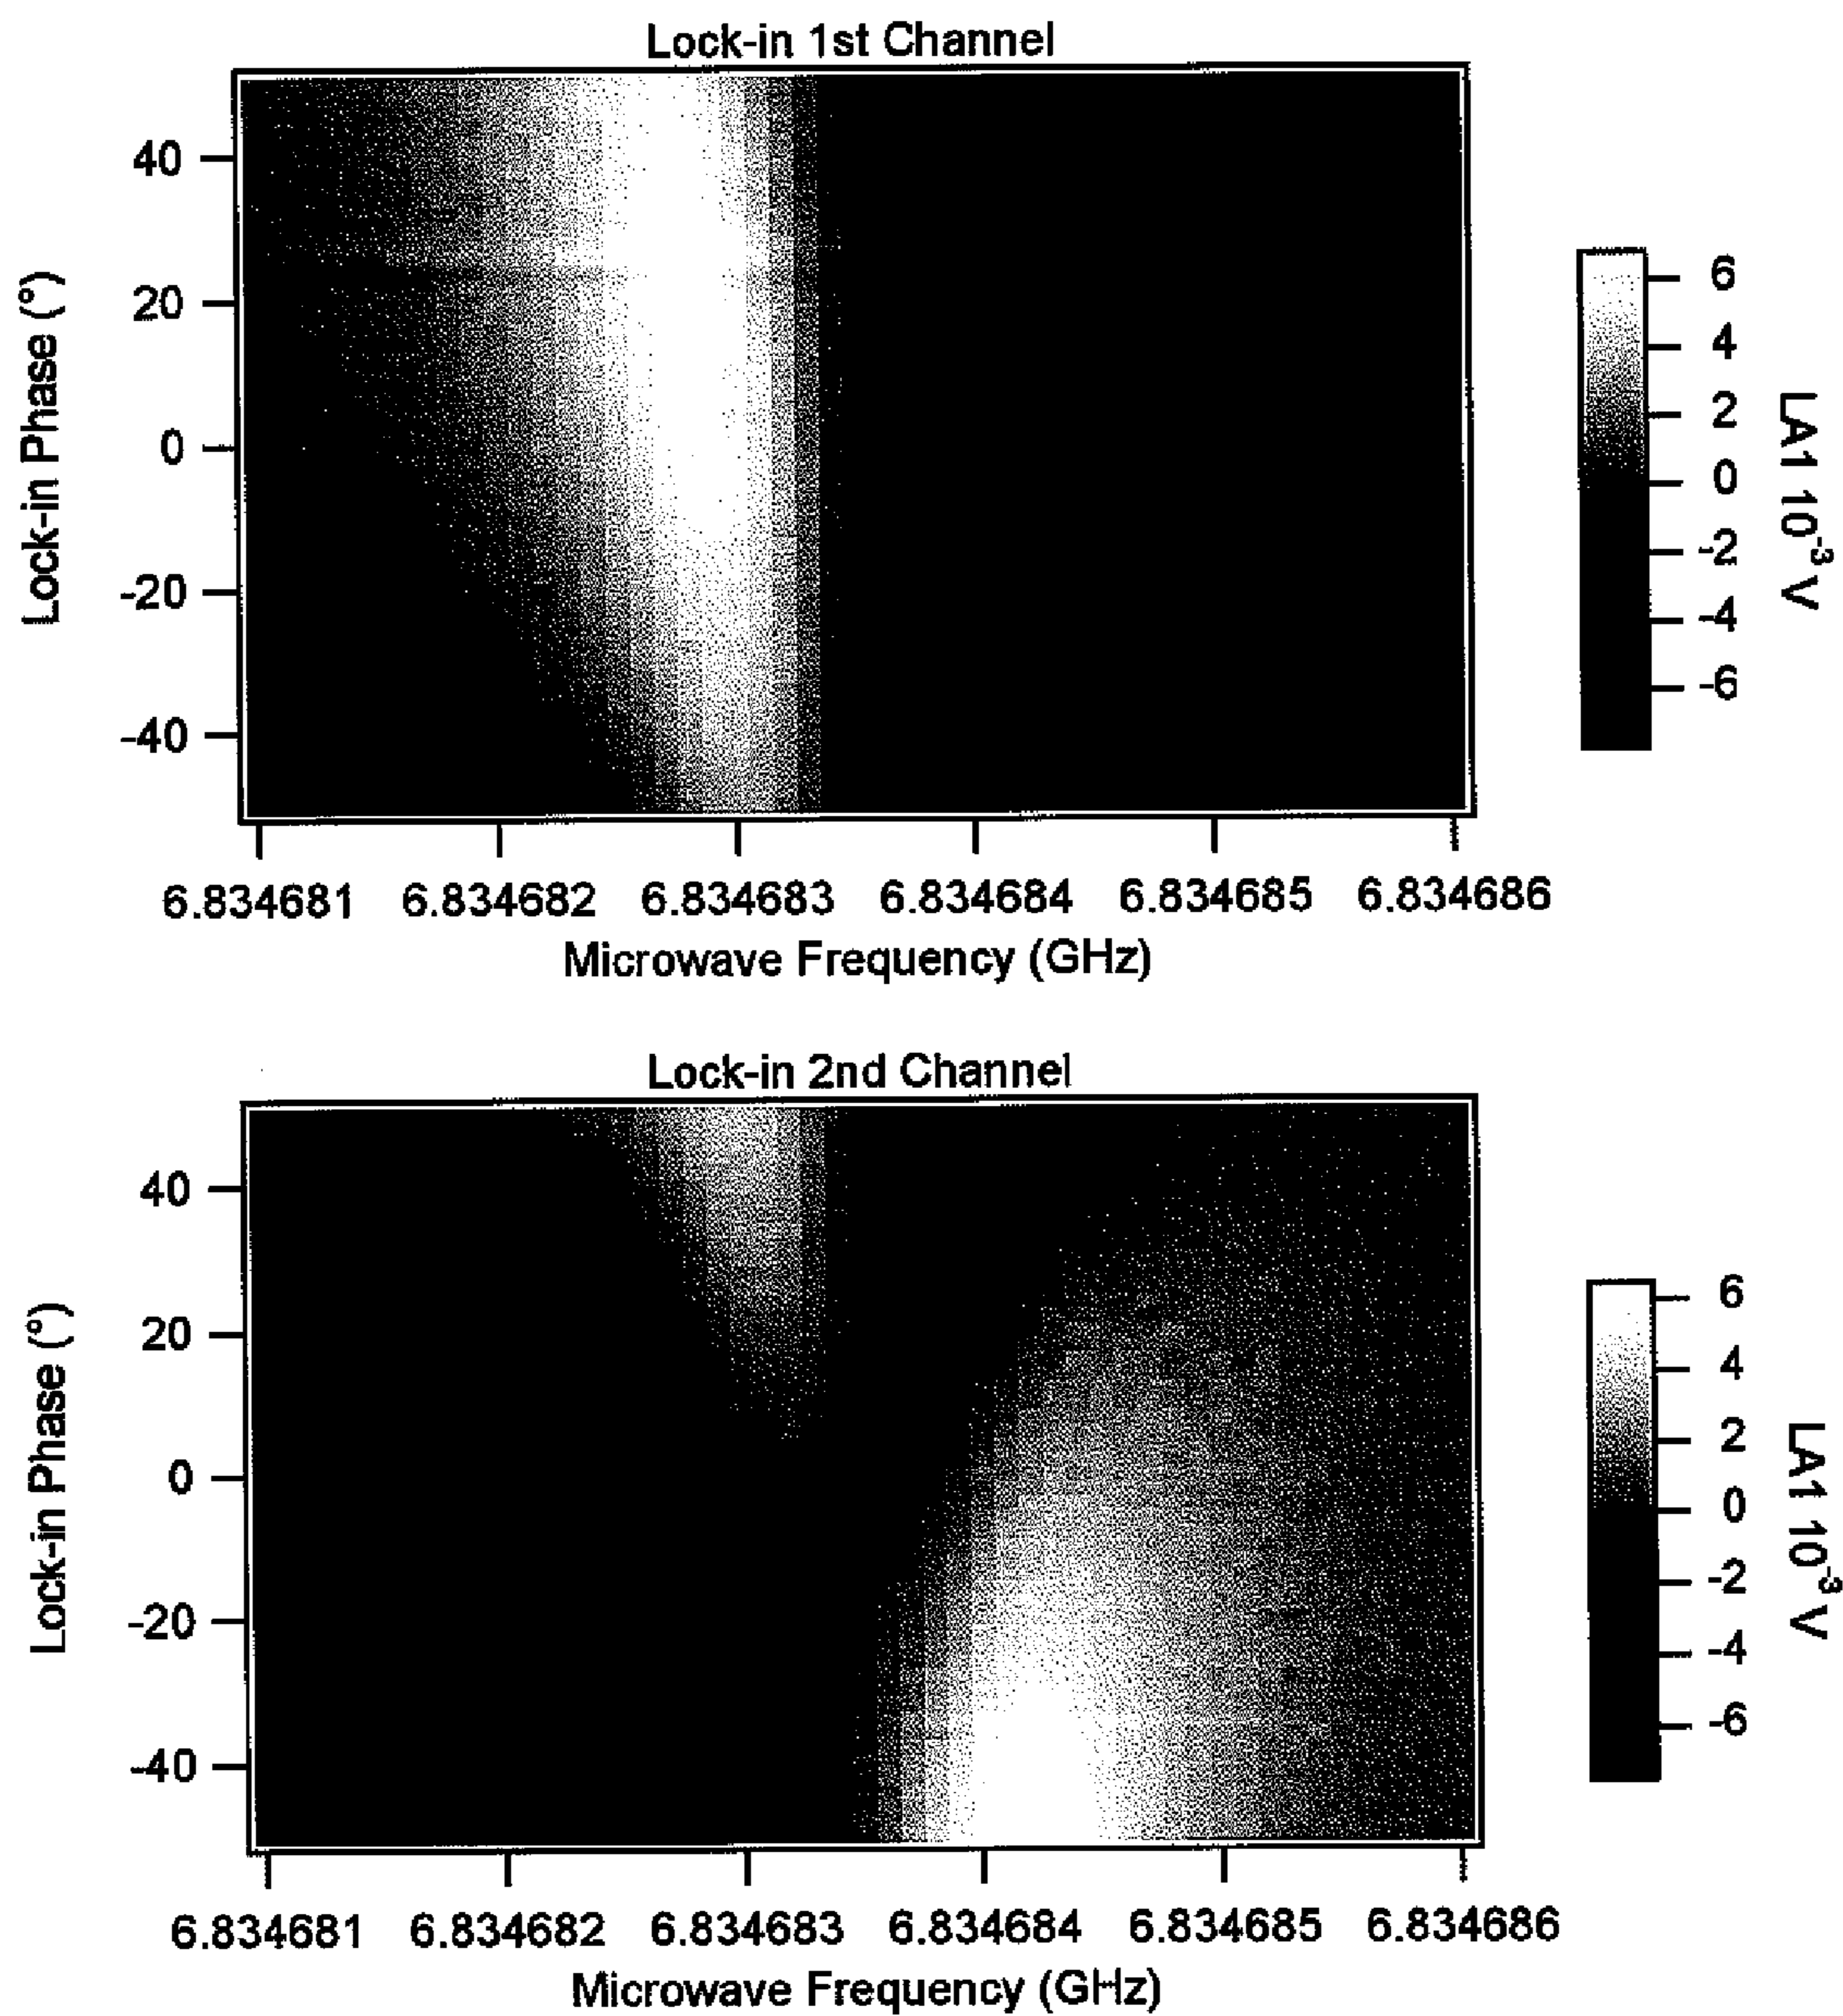 Lock-in 1st Channel
Lock-in Phase (°)
40
20
0
-20
-40
6.834681 6.834682 6.834683 6.834684 6.834685 6.834686
Microwave Frequency (GHz)
6
4
2
0
-2
-4
-6
LA1 10-3 V
Lock-in 2nd Channel
Lock-in Phase (°)
40
20
0
-20
-40
6.834681 6.834682 6.834683 6.834684 6.834685 6.834686
Microwave Frequency (GHz)
6
4
2
0
-2
-4
-6
LA1 10-3 V